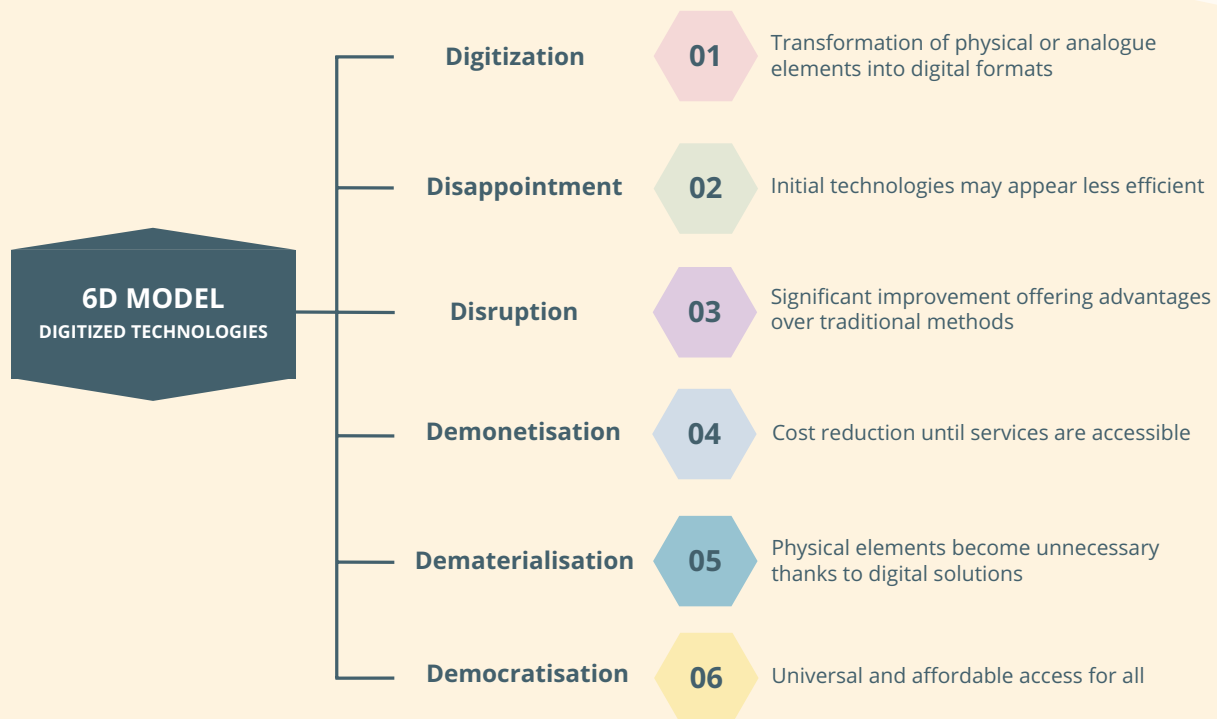 6D MODEL
DIGITIZED TECHNOLOGIES
Digitization
01
Transformation of physical or analogue
elements into digital formats
Disappointment
02
Initial technologies may appear less efficient
Disruption
03
Significant improvement offering advantages
over traditional methods
Demonetisation
04
Cost reduction until services are accessible
Dematerialisation
05
Physical elements become unnecessary
thanks to digital solutions
Democratisation
06
Universal and affordable access for all